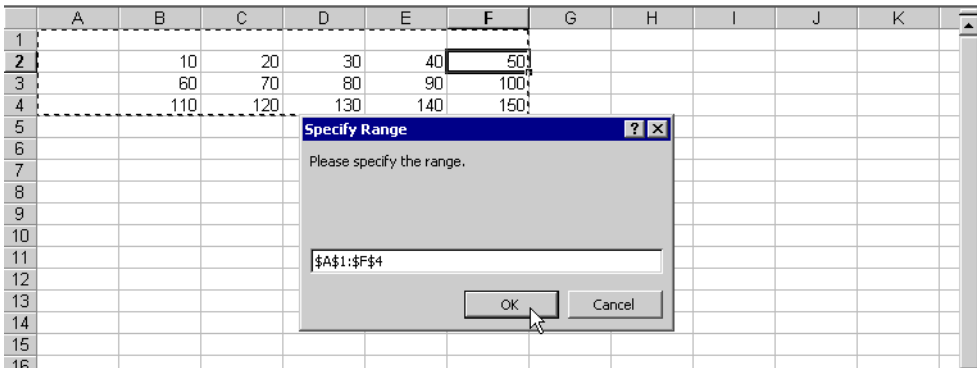 A B C D E F G H I J K
1
2 10 20 30 40 50
3 60 70 80 90 100
4 110 120 130 140 150
5
Specify Range ? X
6
Please specify the range.
7
8
9
10
11
$A$1:$F$4
12
13
OK Cancel
14
15
16